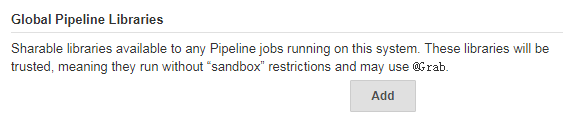 Global Pipeline Libraries
Sharable libraries available to any Pipeline jobs running on this system. These libraries will be
trusted, meaning they run without “sandbox” restrictions and may use @Grab.
Add